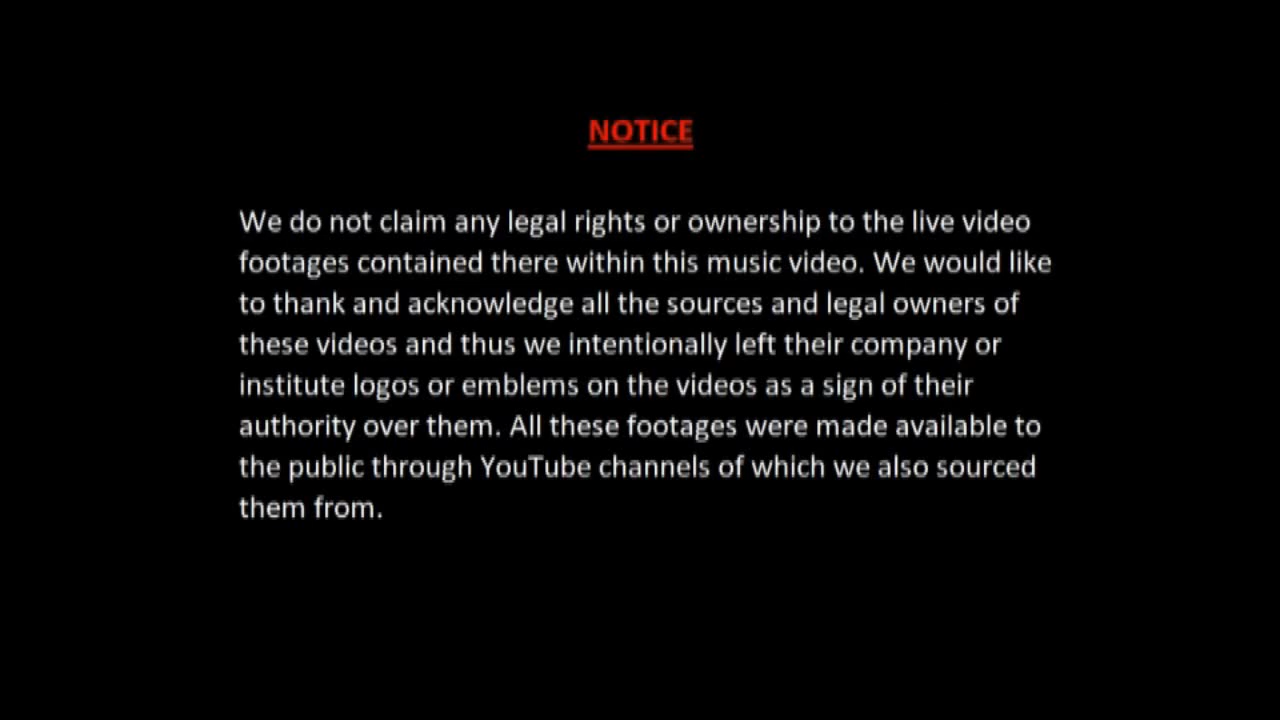 NOTICE
We do not claim any legal rights or ownership to the live video
footages contained there within this music video. We would like
to thank and acknowledge all the sources and legal owners of
these videos and thus we intentionally left their company or
institute logos or emblems on the videos as a sign of their
authority over them. All these footages were made available to
the public through YouTube channels of which we also sourced
them from.